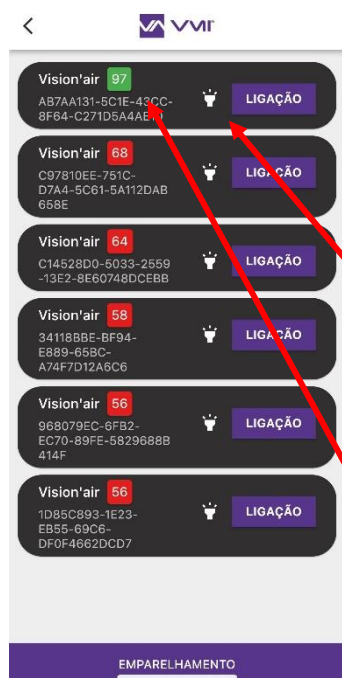 VMI
Vision'air 97
AB7AA131-5C1E-43CC-
8F64-C271D5A4AE
LIGAÇÃO
Vision'air 68
C97810EE-751C-
D7A4-5C61-5A112DAB
658E
LIGAÇÃO
Vision'air 64
C14528D0-5033-2559
-13E2-8E60748DCEBB
LIGAÇÃO
Vision'air 58
34118BBE-BF94-
E889-65BC-
A74F7D12A6C6
LIGAÇÃO
Vision'air 56
968079EC-6FB2-
EC70-89FE-5829688B
414F
LIGAÇÃO
Vision'air 56
1D85C893-1E23-
EB55-69C6-
DF0F4662DCD7
LIGAÇÃO
EMPARELHAMENTO